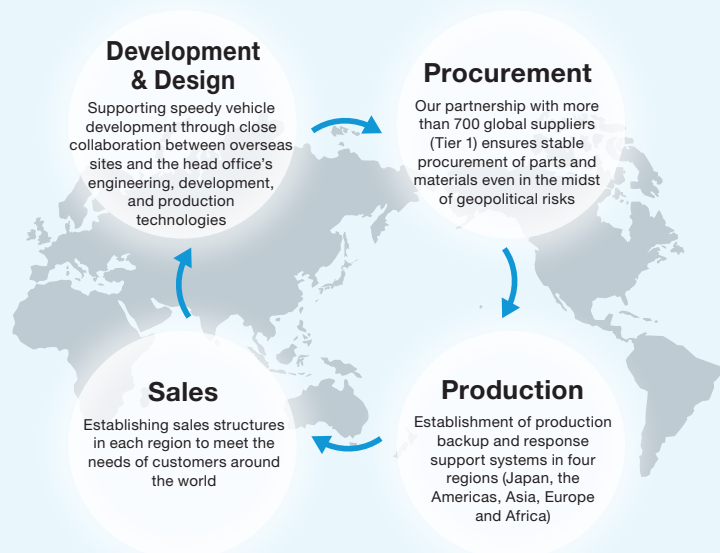 Development
& Design
Supporting speedy vehicle
development through close
collaboration between overseas
sites and the head office's
engineering, development,
and production
technologies
Procurement
Our partnership with more
than 700 global suppliers
(Tier 1) ensures stable
procurement of parts and
materials even in the midst
of geopolitical risks
Sales
Establishing sales structures
in each region to meet the
needs of customers around
the world
Production
Establishment of production
backup and response
support systems in four
regions (Japan, the
Americas, Asia, Europe
and Africa)